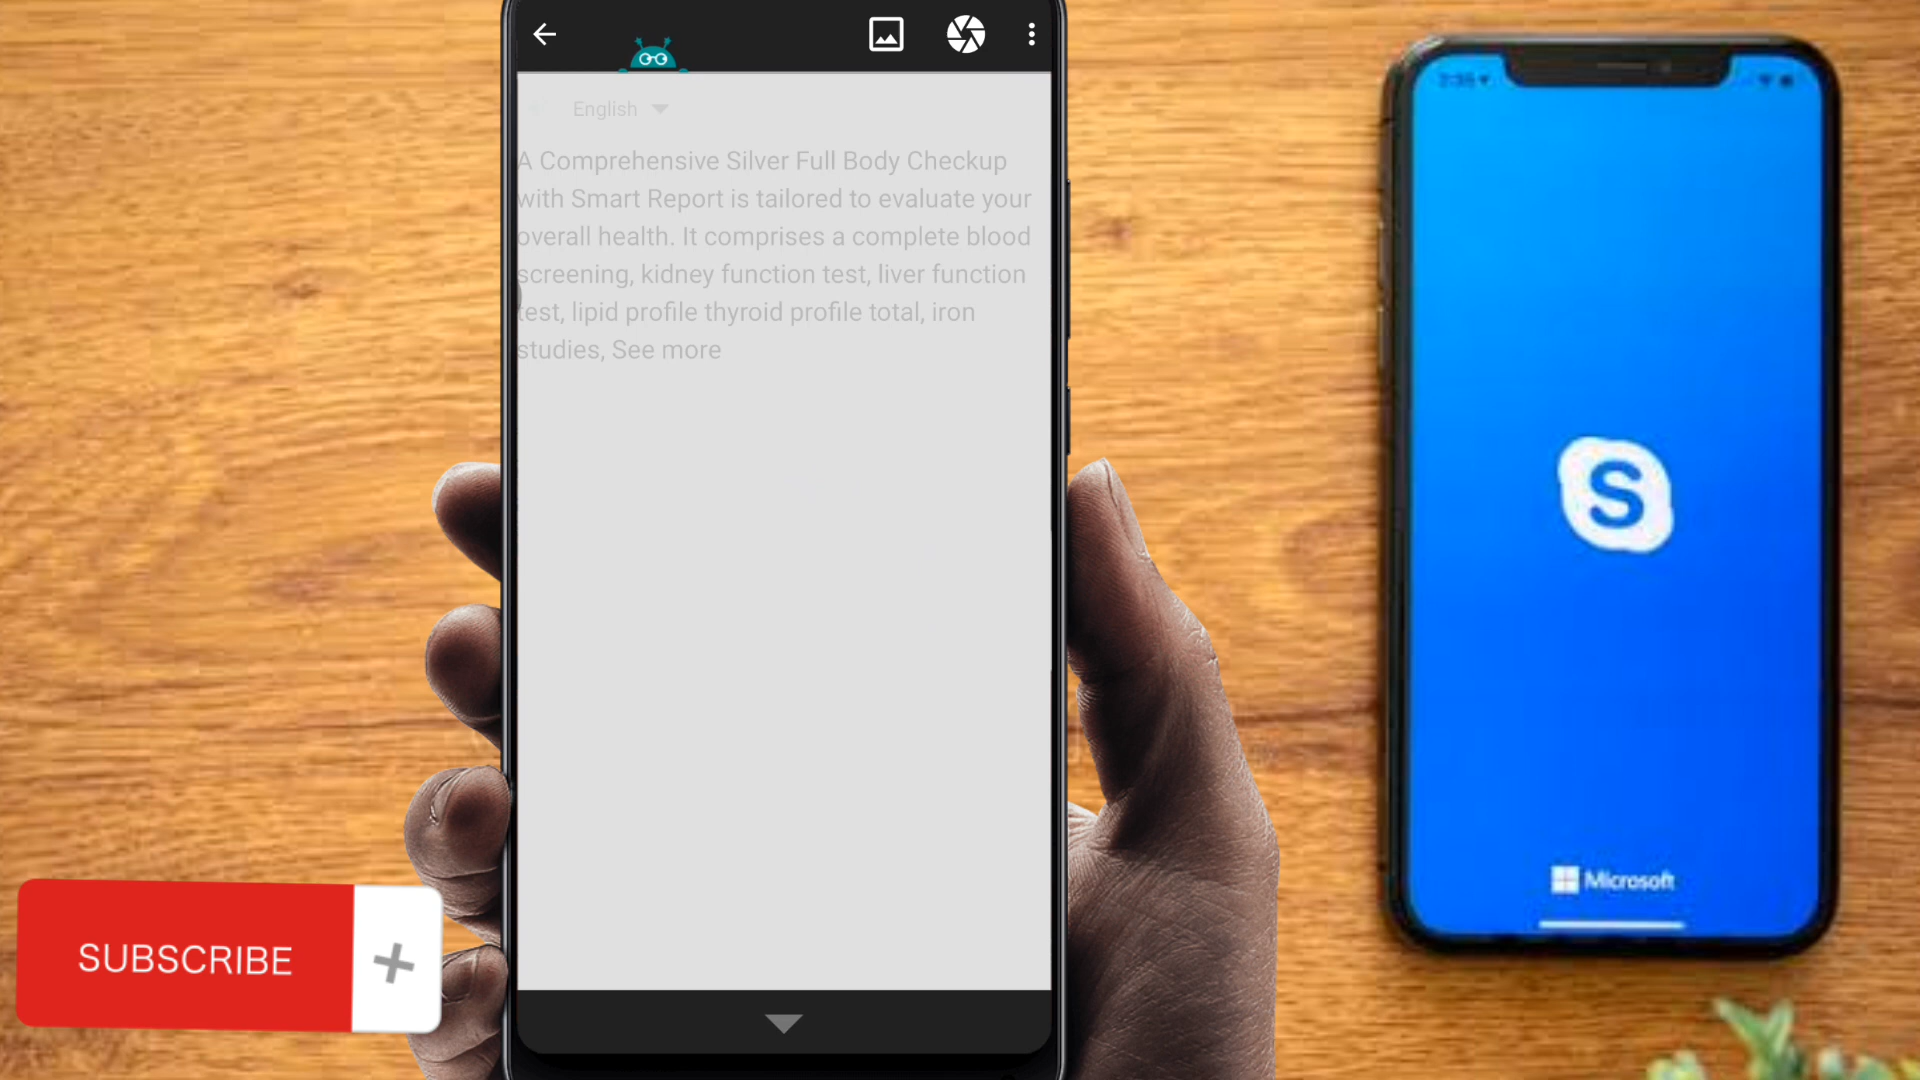 English
A Comprehensive Silver Full Body Checkup
with Smart Report is tailored to evaluate your
overall health. It comprises a complete blood
screening, kidney function test, liver function
test, lipid profile thyroid profile total, iron
studies, See more
S
Microsoft
SUBSCRIBE